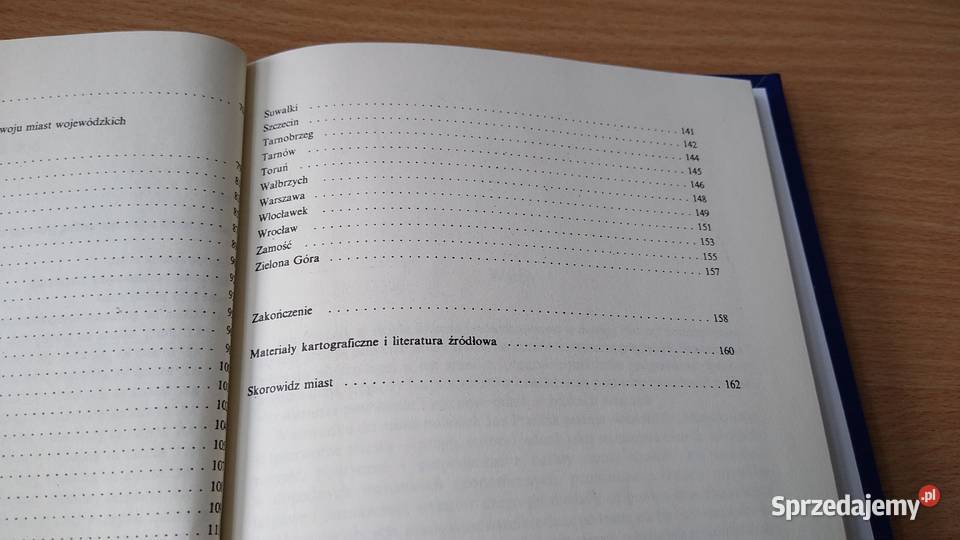 woju miast wojewódzkich
Suwałki 141
Szczecin 142
Tarnobrzeg 144
Tarnów 145
Toruń 146
Wałbrzych 148
Warszawa 149
Włocławek 151
Wrocław 153
Zamość 155
Zielona Góra 157
Zakończenie 158
Materiały kartograficzne i literatura źródłowa 160
Skorowidz miast 162
Sprzedajemy.pl